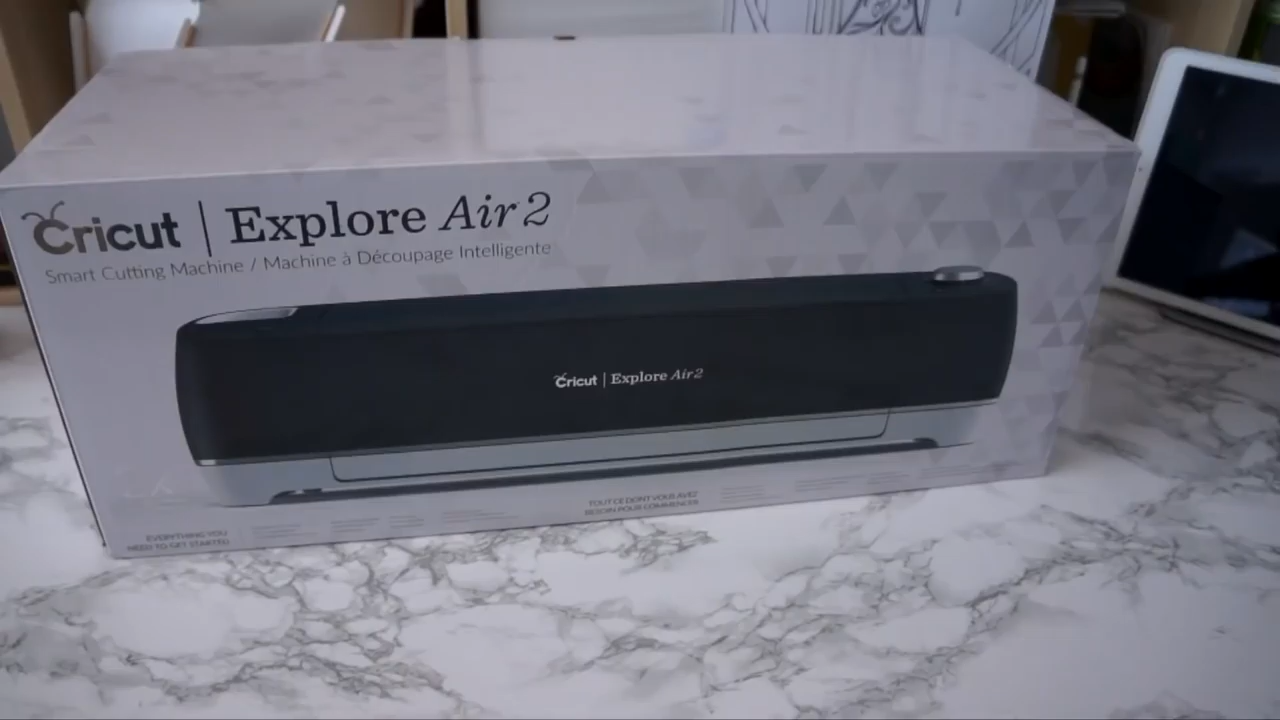 Cricut | Explore Air 2
Smart Cutting Machine / Machine à Découpage Intelligente
Cricut | Explore Air 2
EVERYTHING YOU
NEED TO GET STARTED
TOUT CE DONT VOUS AVEZ
BESOIN POUR COMMENCER